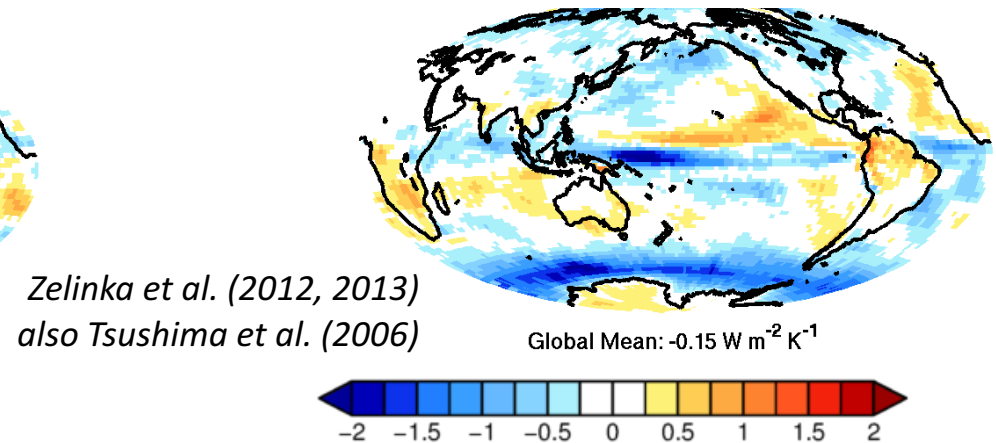 Zelinka et al. (2012, 2013)
also Tsushima et al. (2006)
Global Mean: -0.15 W m⁻² K⁻¹
−2 −1.5 −1 −0.5 0 0.5 1 1.5 2